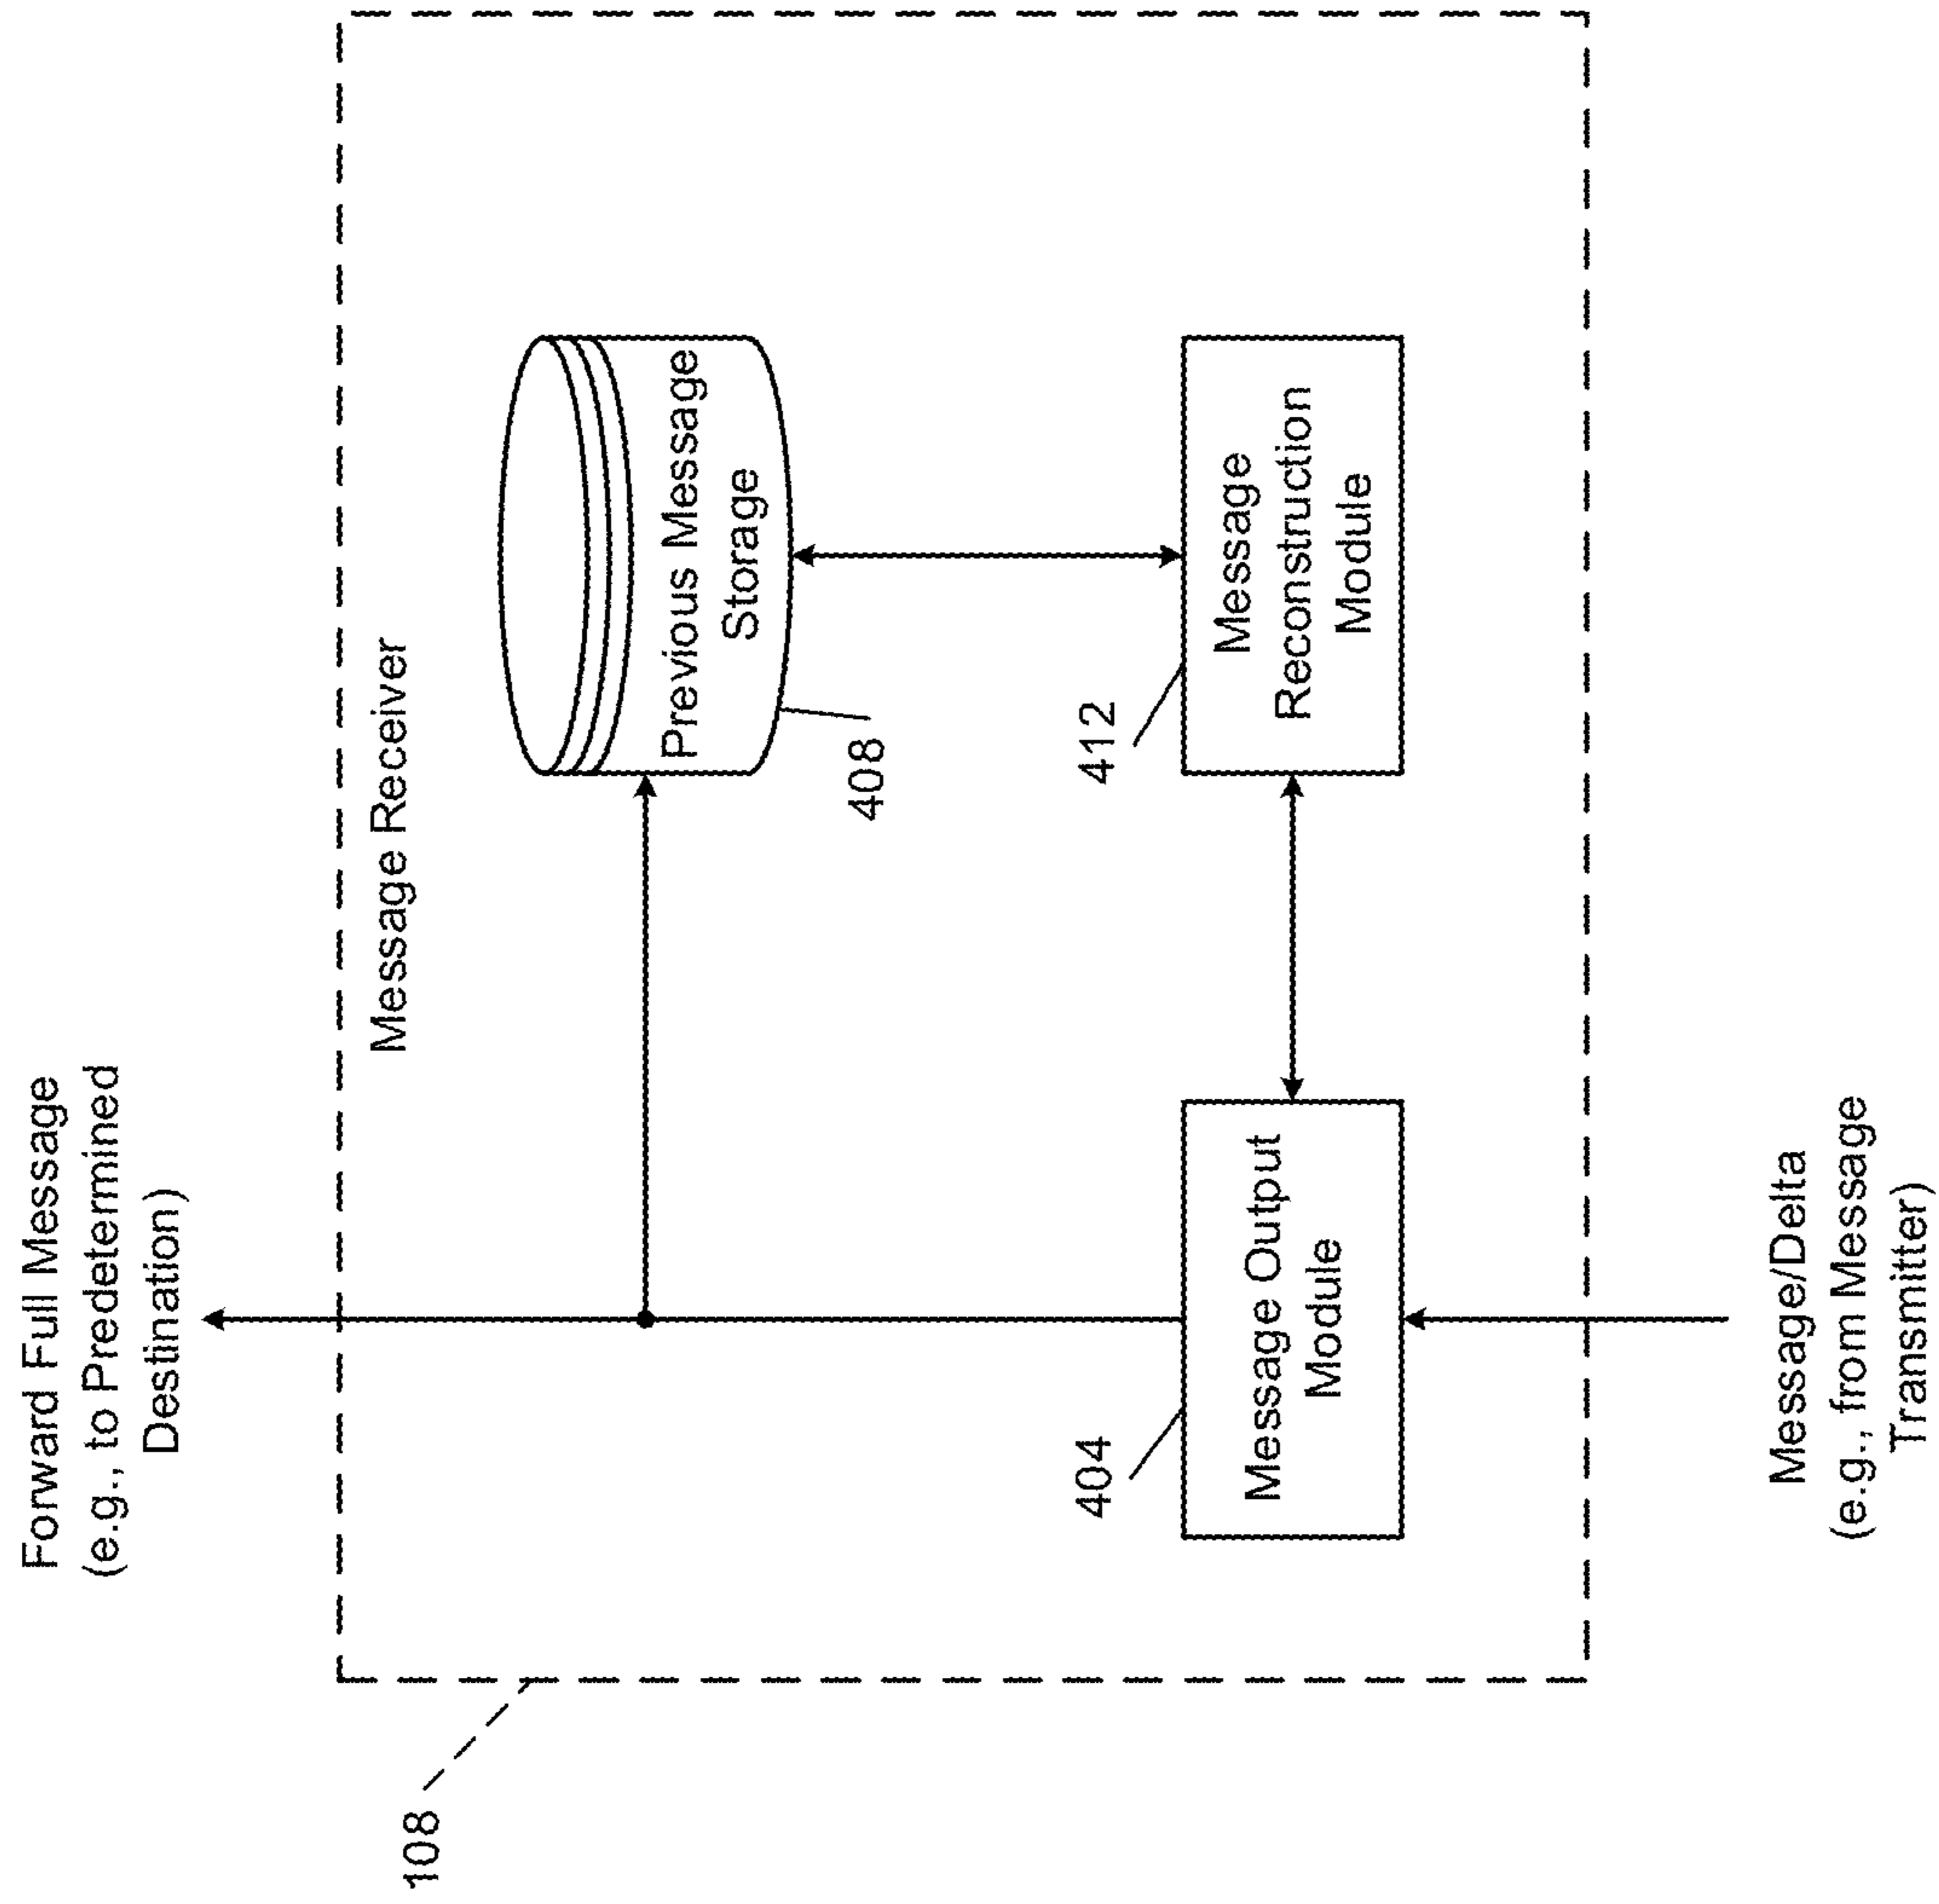 Forward Full Message
(e.g., to Predetermined
Destination)
108
Message Receiver
Previous Message
Storage
408
412
Message
Reconstruction
Module
404
Message Output
Module
Message/Delta
(e.g., from Message
Transmitter)